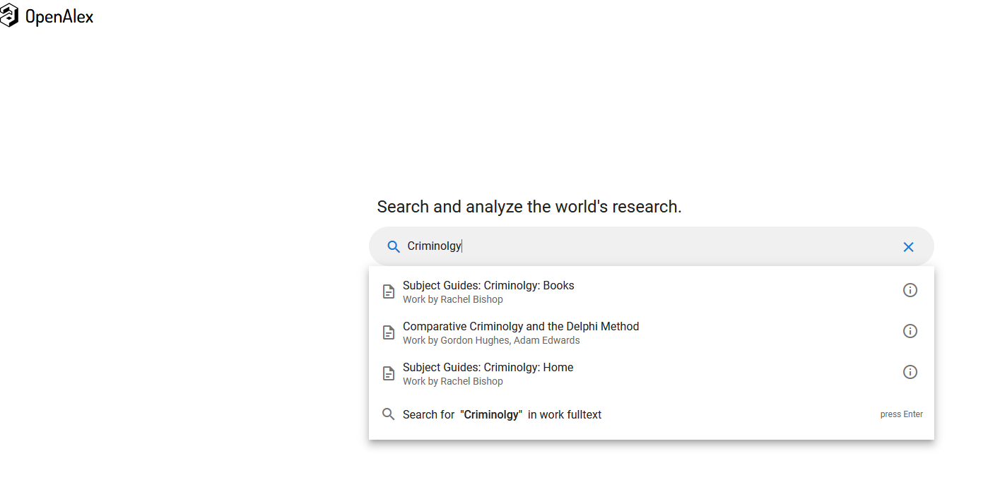 OpenAlex
Search and analyze the world's research.
Criminolgy
Subject Guides: Criminolgy: Books
Work by Rachel Bishop
Comparative Criminolgy and the Delphi Method
Work by Gordon Hughes, Adam Edwards
Subject Guides: Criminolgy: Home
Work by Rachel Bishop
Search for "Criminolgy" in work fulltext press Enter